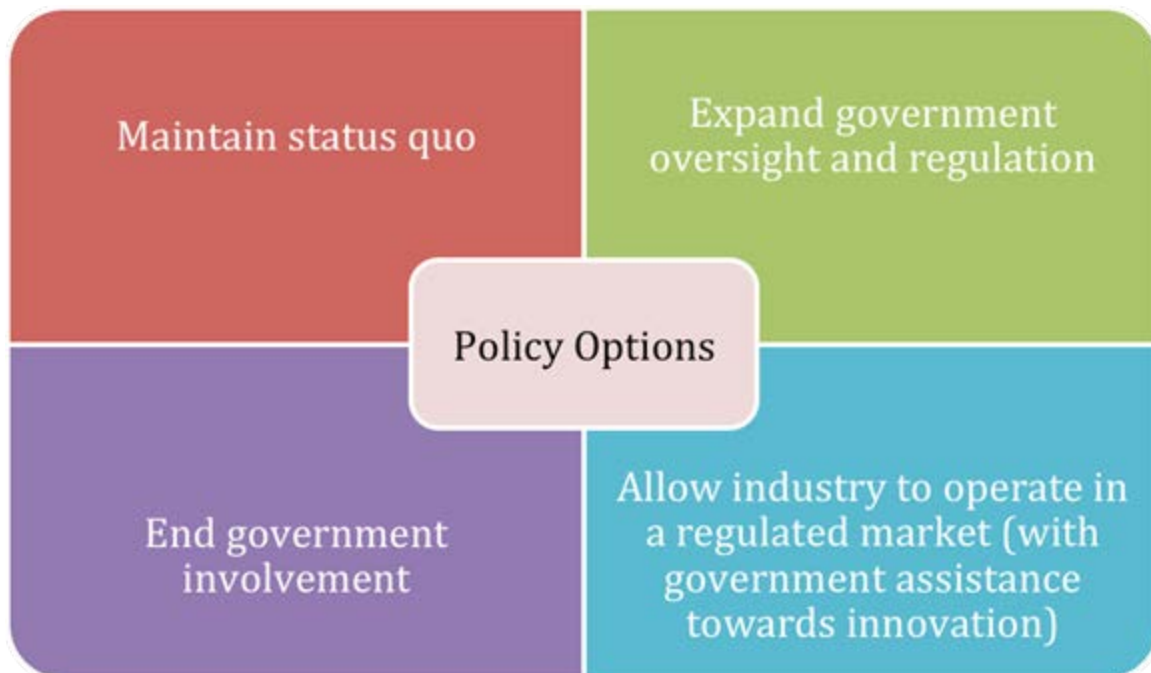 Maintain status quo
Expand government
oversight and regulation
Policy Options
End government
involvement
Allow industry to operate in
a regulated market (with
government assistance
towards innovation)